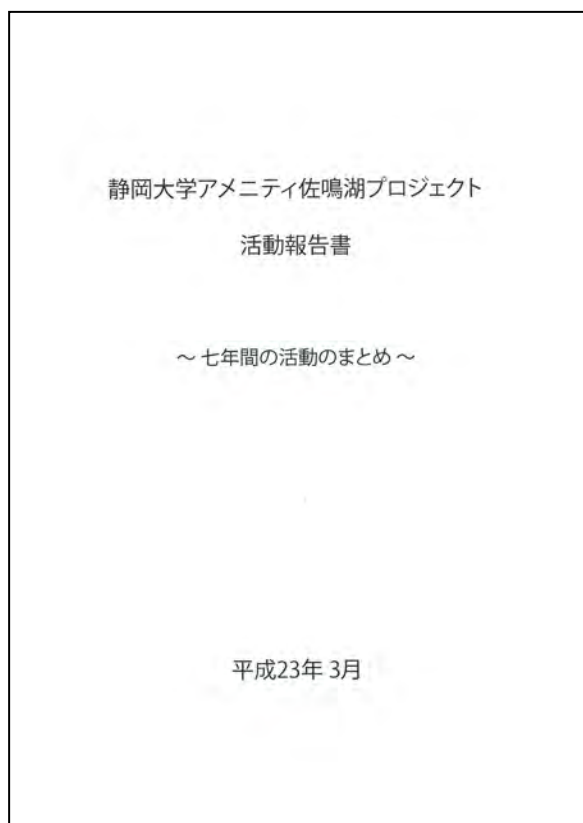 静岡大学アメニティ佐鳴湖プロジェクト
活動報告書
～ 七年間の活動のまとめ ～
平成23年 3月